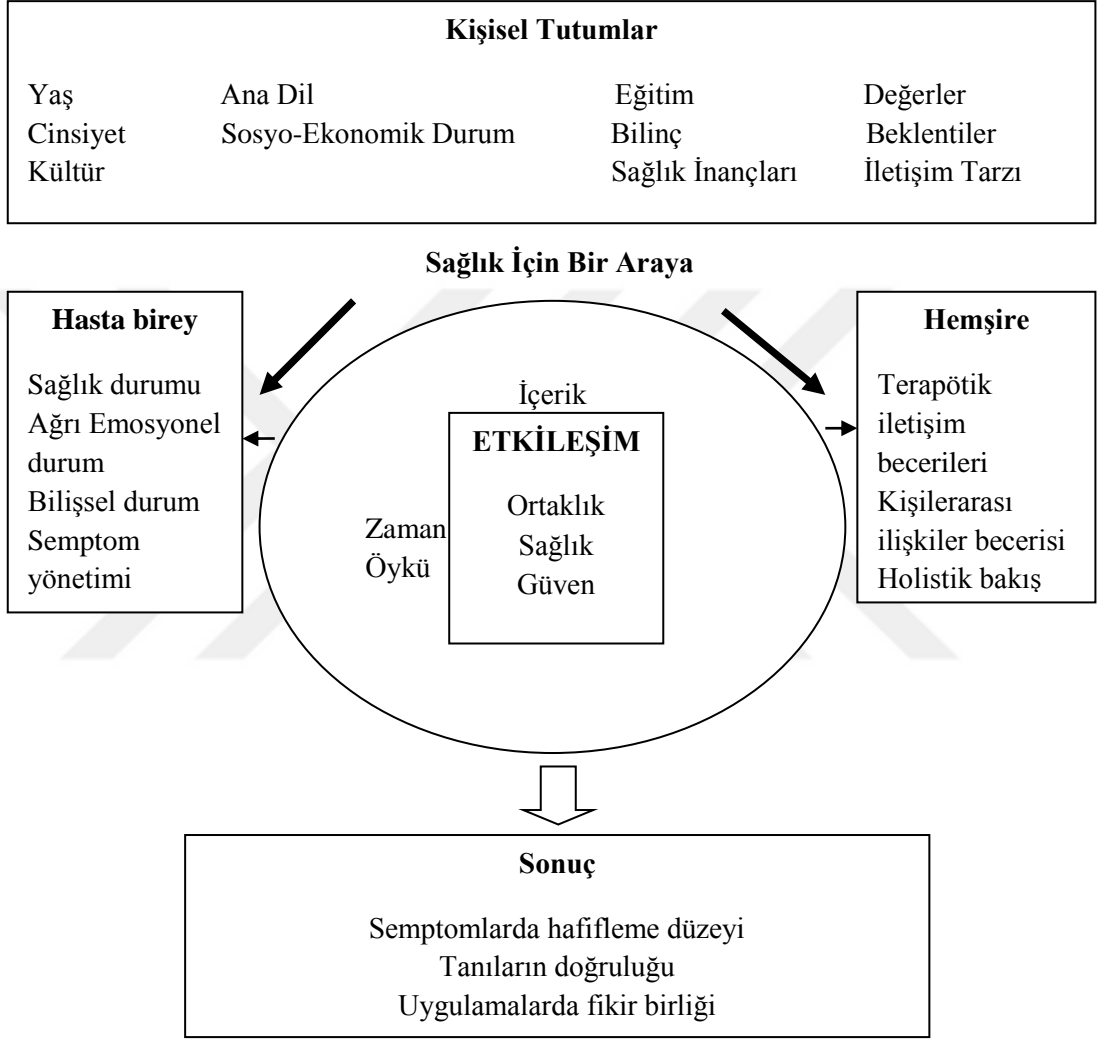 Kişisel Tutumlar
Yaş Ana Dil Eğitim Değerler
Cinsiyet Sosyo-Ekonomik Durum Bilinç Beklentiler
Kültür Sağlık İnançları İletişim Tarzı
Sağlık İçin Bir Araya
Hasta birey
Sağlık durumu
Ağrı Emosyonel
durum
Bilişsel durum
Semptom
yönetimi
İçerik
ETKİLEŞİM
Ortaklık
Sağlık
Güven
Zaman
Öykü
Hemşire
Terapötik
iletişim
becerileri
Kişilerarası
ilişkiler becerisi
Holistik bakış
Sonuç
Semptomlarda hafifleme düzeyi
Tanıların doğruluğu
Uygulamalarda fikir birliği